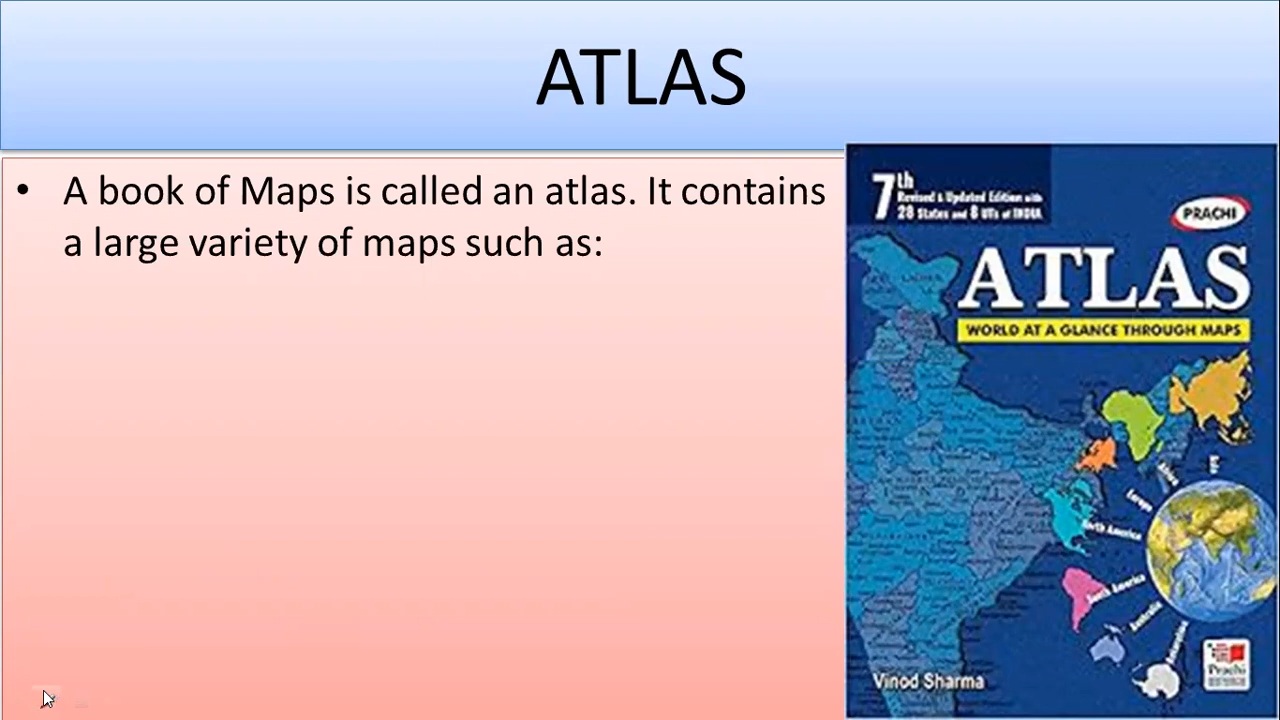 ATLAS
• A book of Maps is called an atlas. It contains
a large variety of maps such as:
7th
Revised & Updated Edition with
28 States and 8 UTs of INDIA
PRACHI
ATLAS
WORLD AT A GLANCE THROUGH MAPS
Africa
Europe
North America
South America
Australia
Vinod Sharma
Prachi